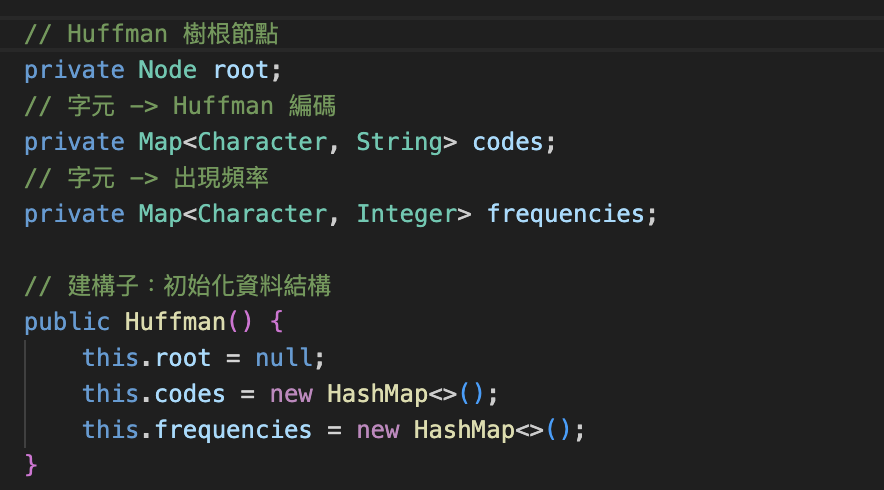 // Huffman 樹根節點
private Node root;
// 字元 -> Huffman 編碼
private Map<Character, String> codes;
// 字元 -> 出現頻率
private Map<Character, Integer> frequencies;
// 建構子：初始化資料結構
public Huffman() {
    this.root = null;
    this.codes = new HashMap<>();
    this.frequencies = new HashMap<>();
}